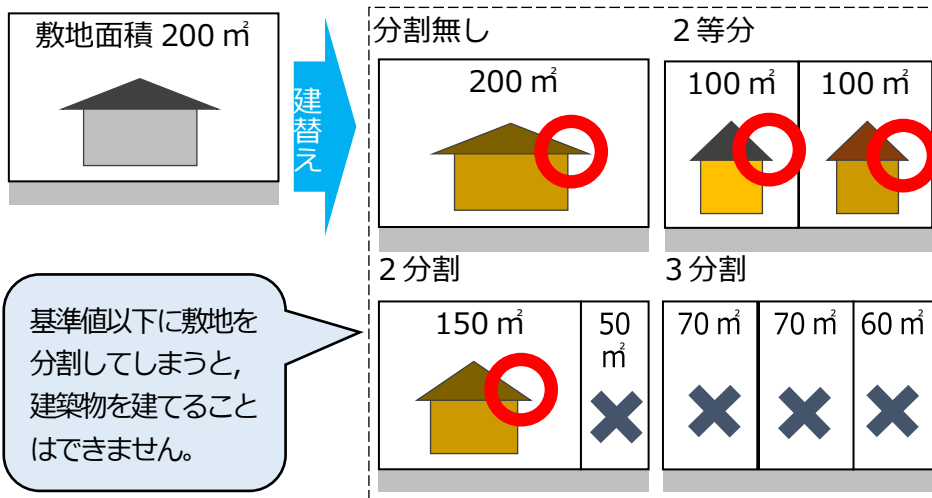 敷地面積 200 ㎡
建替え
分割無し
200 ㎡
２等分
100 ㎡
100 ㎡
２分割
150 ㎡
50
㎡
３分割
70 ㎡
70 ㎡
60 ㎡
基準値以下に敷地を
分割してしまうと,
建築物を建てること
はできません。